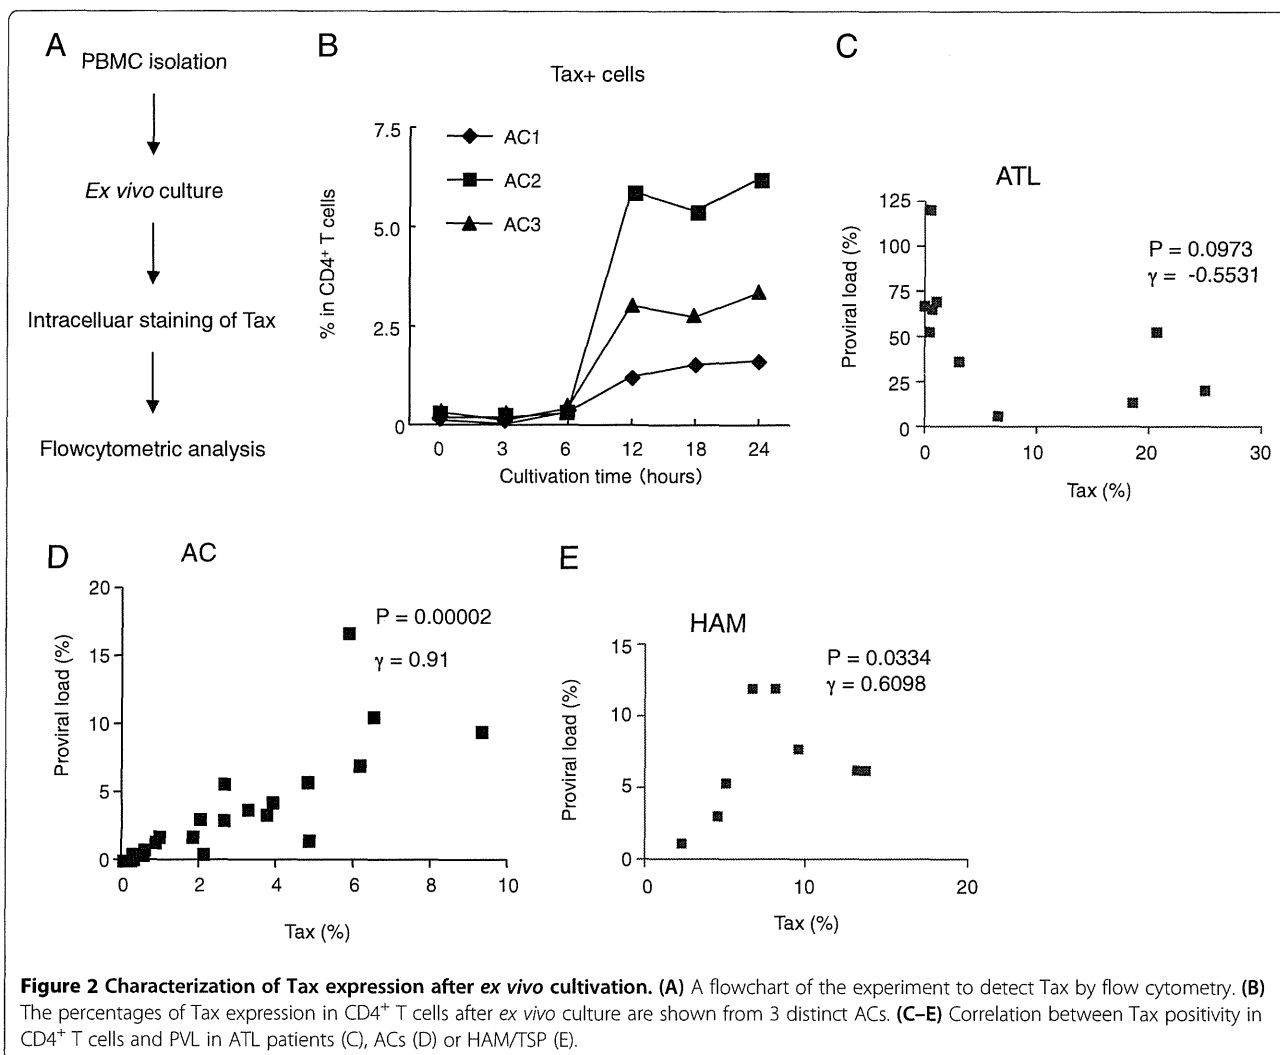 A
PBMC isolation
Ex vivo culture
Intracelluar staining of Tax
Flowcytometric analysis
B
Tax+ cells
AC1
AC2
AC3
% in CD4+ T cells
7.5
5.0
2.5
0
0 3 6 12 18 24
Cultivation time (hours)
C
ATL
P = 0.0973
γ = -0.5531
Proviral load (%)
125
100
75
50
25
0
0 10 20 30
Tax (%)
D
AC
P = 0.00002
γ = 0.91
Proviral load (%)
20
15
10
5
0
0 2 4 6 8 10
Tax (%)
E
HAM
P = 0.0334
γ = 0.6098
Proviral load (%)
15
10
5
0
0 10 20
Tax (%)
Figure 2 Characterization of Tax expression after ex vivo cultivation. (A) A flowchart of the experiment to detect Tax by flow cytometry. (B)
The percentages of Tax expression in CD4+ T cells after ex vivo culture are shown from 3 distinct ACs. (C–E) Correlation between Tax positivity in
CD4+ T cells and PVL in ATL patients (C), ACs (D) or HAM/TSP (E).